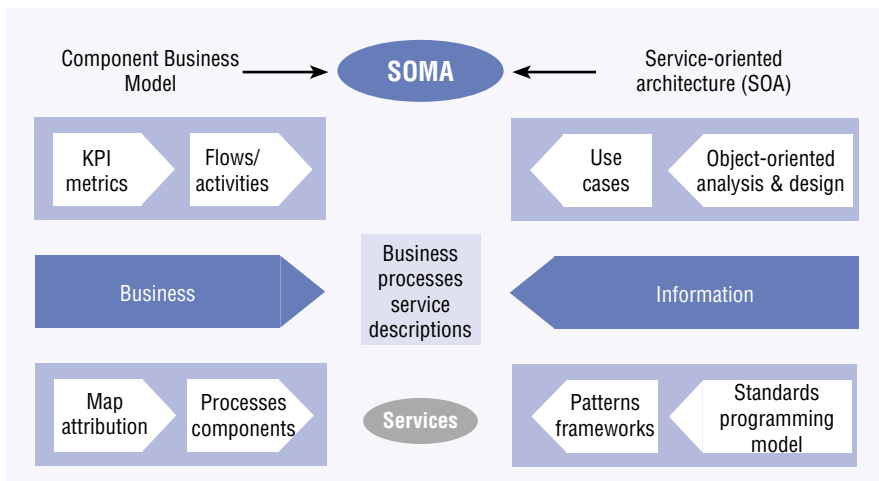 Component Business
Model
SOMA
Service-oriented
architecture (SOA)
KPI
metrics
Flows/
activities
Use
cases
Object-oriented
analysis & design
Business
Business
processes
service
descriptions
Information
Map
attribution
Processes
components
Services
Patterns
frameworks
Standards
programming
model